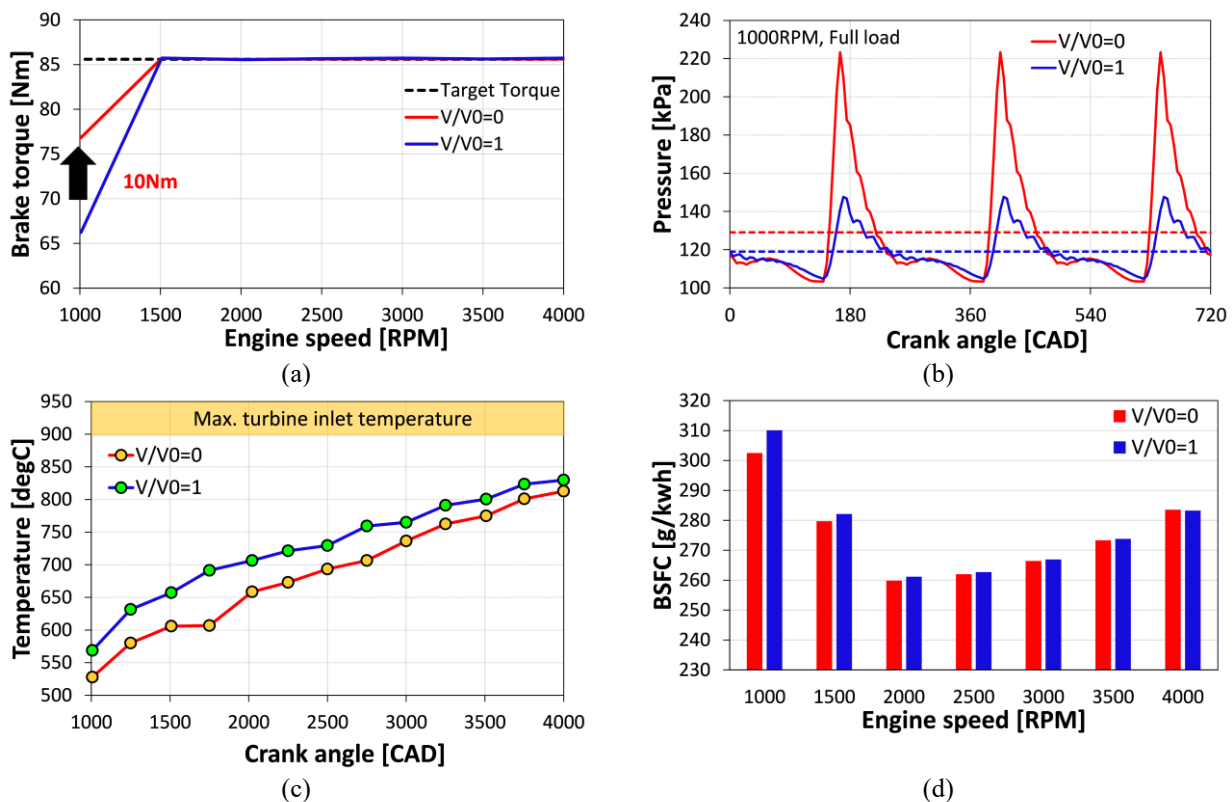 90
85
80
75
70
65
60
Brake torque [Nm]
Target Torque
V/V0=0
V/V0=1
10Nm
1000 1500 2000 2500 3000 3500 4000
Engine speed [RPM]
(a)
240
220
200
180
160
140
120
100
Pressure [kPa]
1000RPM, Full load
V/V0=0
V/V0=1
0 180 360 540 720
Crank angle [CAD]
(b)
950
900
850
800
750
700
650
600
550
500
Temperature [degC]
Max. turbine inlet temperature
V/V0=0
V/V0=1
1000 1500 2000 2500 3000 3500 4000
Crank angle [CAD]
(c)
320
310
300
290
280
270
260
250
240
230
BSFC [g/kwh]
V/V0=0
V/V0=1
1000 1500 2000 2500 3000 3500 4000
Engine speed [RPM]
(d)